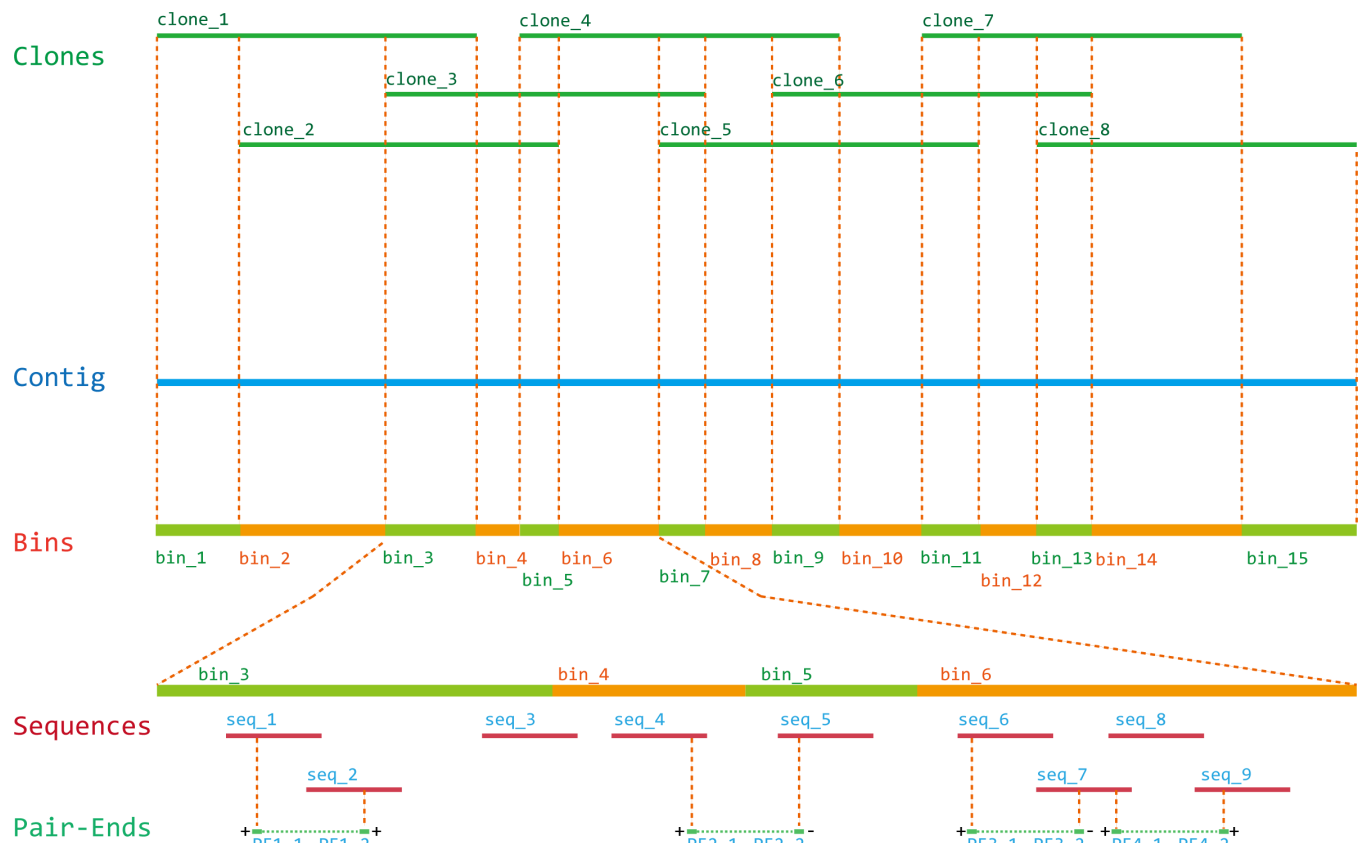 clone_1 clone_4 clone_7
Clones
clone_3 clone_6
clone_2 clone_5 clone_8
Contig
Bins
bin_1 bin_2 bin_3 bin_4 bin_6 bin_8 bin_9 bin_10 bin_11 bin_13 bin_14 bin_15
bin_5 bin_7 bin_12
bin_3 bin_4 bin_5 bin_6
Sequences
seq_1 seq_3 seq_4 seq_5 seq_6 seq_8
seq_2 seq_7 seq_9
Pair-Ends
+ + + - + - + +